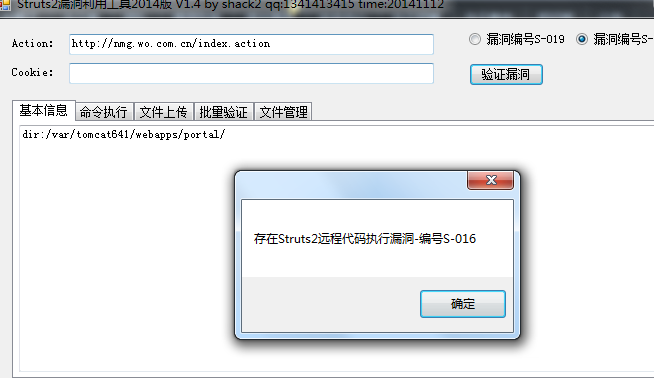 Struts2漏洞利用工具2014版 V1.4 by shack2 qq:1341413415 time:20141112
Action: http://nmg.wo.com.cn/index.action 漏洞编号S-019 漏洞编号S-
Cookie: 验证漏洞
基本信息 命令执行 文件上传 批量验证 文件管理
dir:/var/tomcat641/webapps/portal/
存在Struts2远程代码执行漏洞-编号S-016
确定